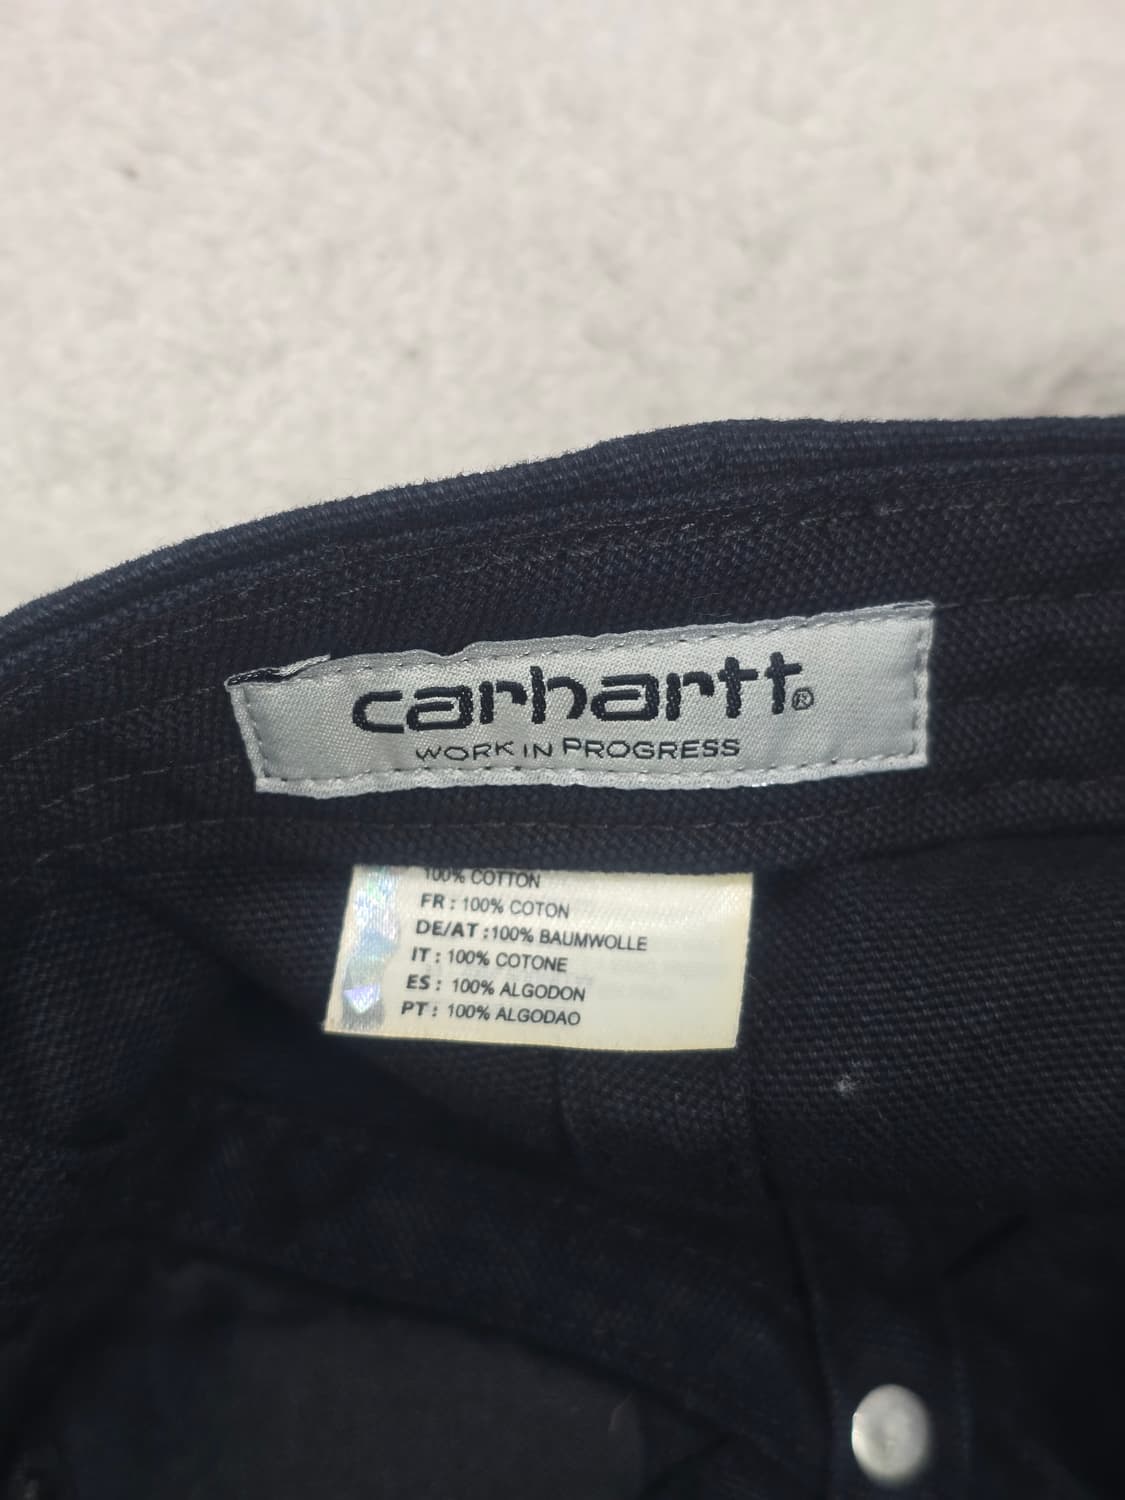 carhartt®
WORK IN PROGRESS
100% COTTON
FR : 100% COTON
DE/AT :100% BAUMWOLLE
IT : 100% COTONE
ES : 100% ALGODON
PT : 100% ALGODAO